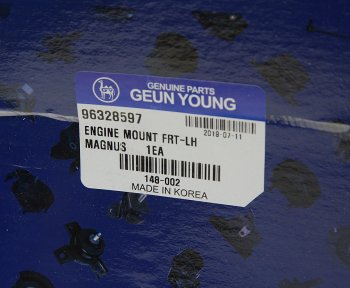 GENUINE PARTS
GEUN YOUNG
96328597
2019-07-11
ENGINE MOUNT FRT-LH
MAGNUS 1EA
148-002
MADE IN KOREA